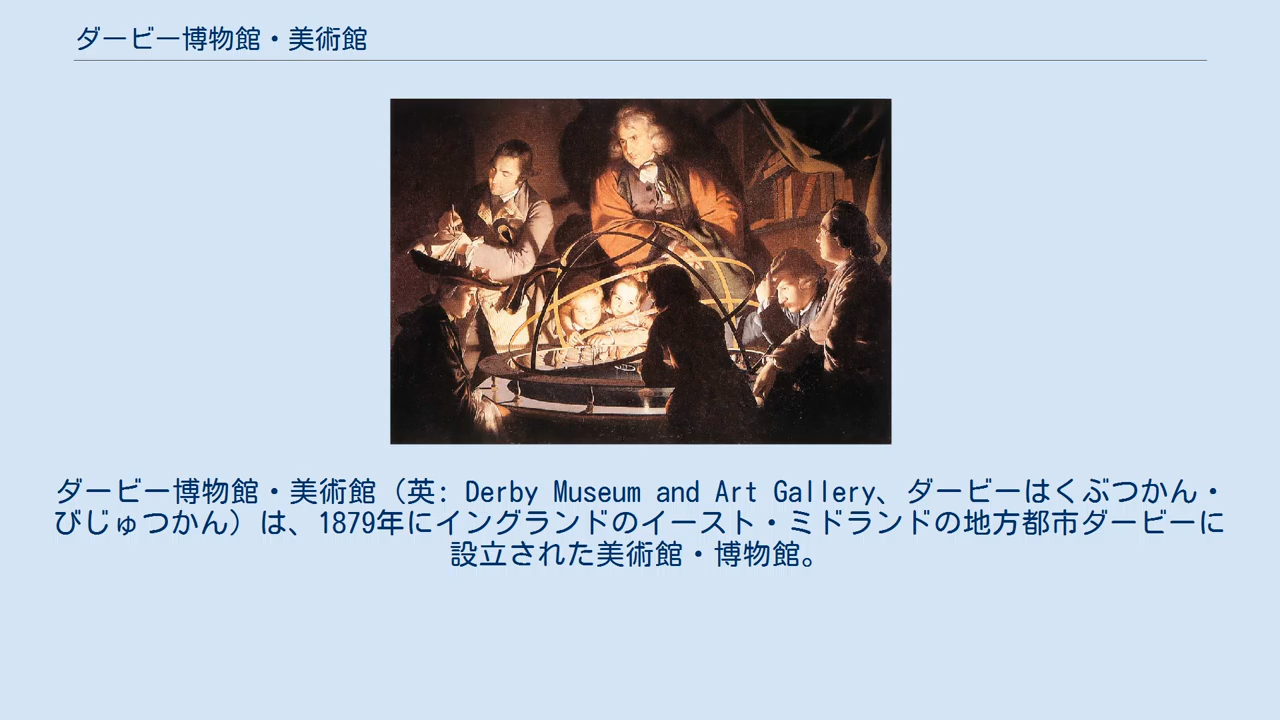 ダービー博物館・美術館
ダービー博物館・美術館（英: Derby Museum and Art Gallery、ダービーはくぶつかん・
びじゅつかん）は、1879年にイングランドのイースト・ミドランドの地方都市ダービーに
設立された美術館・博物館。